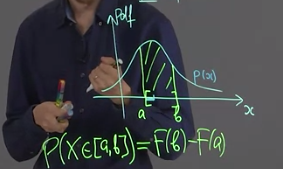 Pdf
p(x)
a b
x
P(X∈[a,b])=F(b)-F(a)